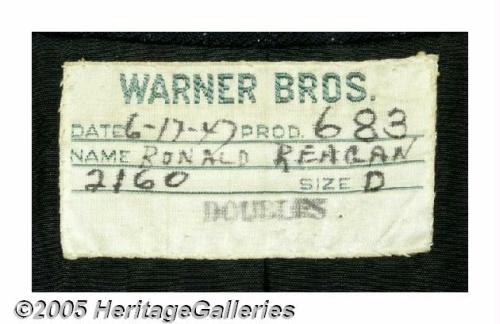 WARNER BROS.
DATE 6-17-47 PROD. 683
NAME RONALD REAGAN
2160 SIZE D
DOUBLES
©2005 HeritageGalleries